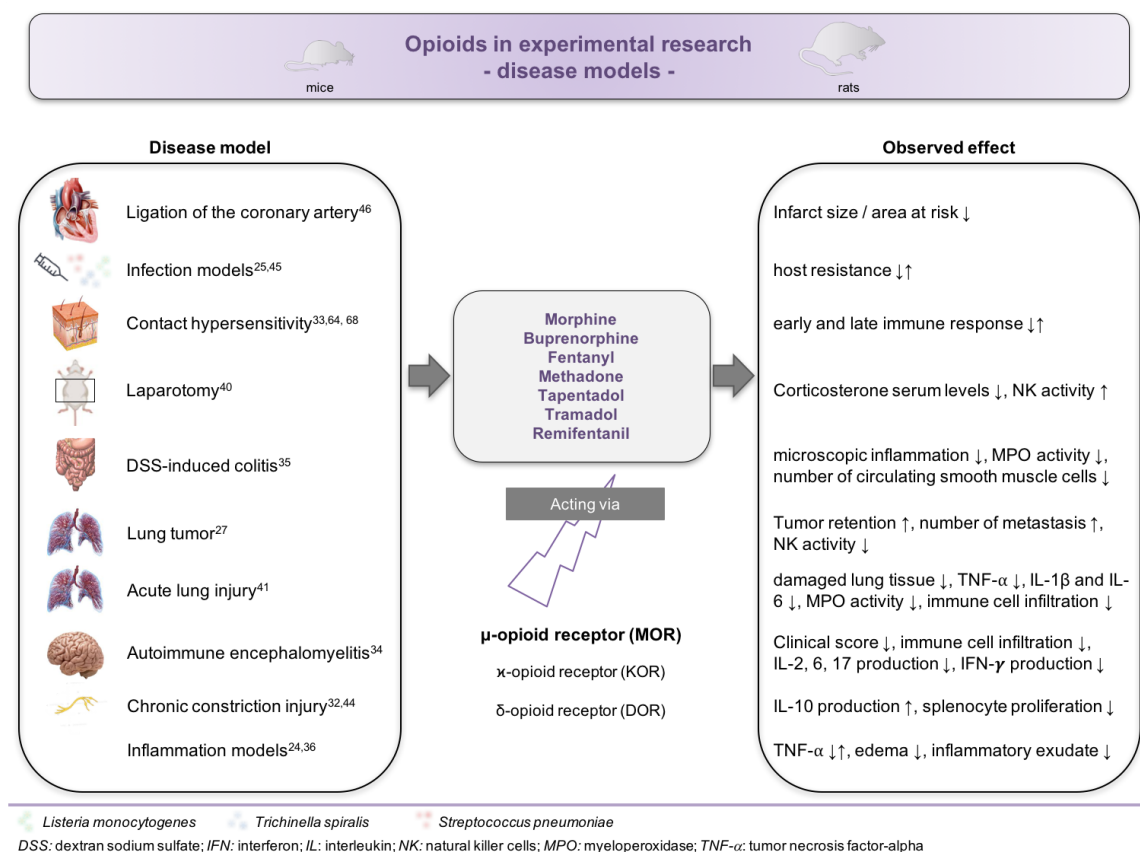 Opioids in experimental research
- disease models -
mice
rats
Disease model
Ligation of the coronary artery46
Infection models25,45
Contact hypersensitivity33,64, 68
Laparotomy40
DSS-induced colitis35
Lung tumor27
Acute lung injury41
Autoimmune encephalomyelitis34
Chronic constriction injury32,44
Inflammation models24,36
Morphine
Buprenorphine
Fentanyl
Methadone
Tapentadol
Tramadol
Remifentanil
Acting via
μ-opioid receptor (MOR)
ϰ-opioid receptor (KOR)
δ-opioid receptor (DOR)
Observed effect
Infarct size / area at risk ↓
host resistance ↓↑
early and late immune response ↓↑
Corticosterone serum levels ↓, NK activity ↑
microscopic inflammation ↓, MPO activity ↓,
number of circulating smooth muscle cells ↓
Tumor retention ↑, number of metastasis ↑,
NK activity ↓
damaged lung tissue ↓, TNF-α ↓, IL-1β and IL-
6 ↓, MPO activity ↓, immune cell infiltration ↓
Clinical score ↓, immune cell infiltration ↓,
IL-2, 6, 17 production ↓, IFN-γ production ↓
IL-10 production ↑, splenocyte proliferation ↓
TNF-α ↓↑, edema ↓, inflammatory exudate ↓
Listeria monocytogenes Trichinella spiralis Streptococcus pneumoniae
DSS: dextran sodium sulfate; IFN: interferon; IL: interleukin; NK: natural killer cells; MPO: myeloperoxidase; TNF-α: tumor necrosis factor-alpha